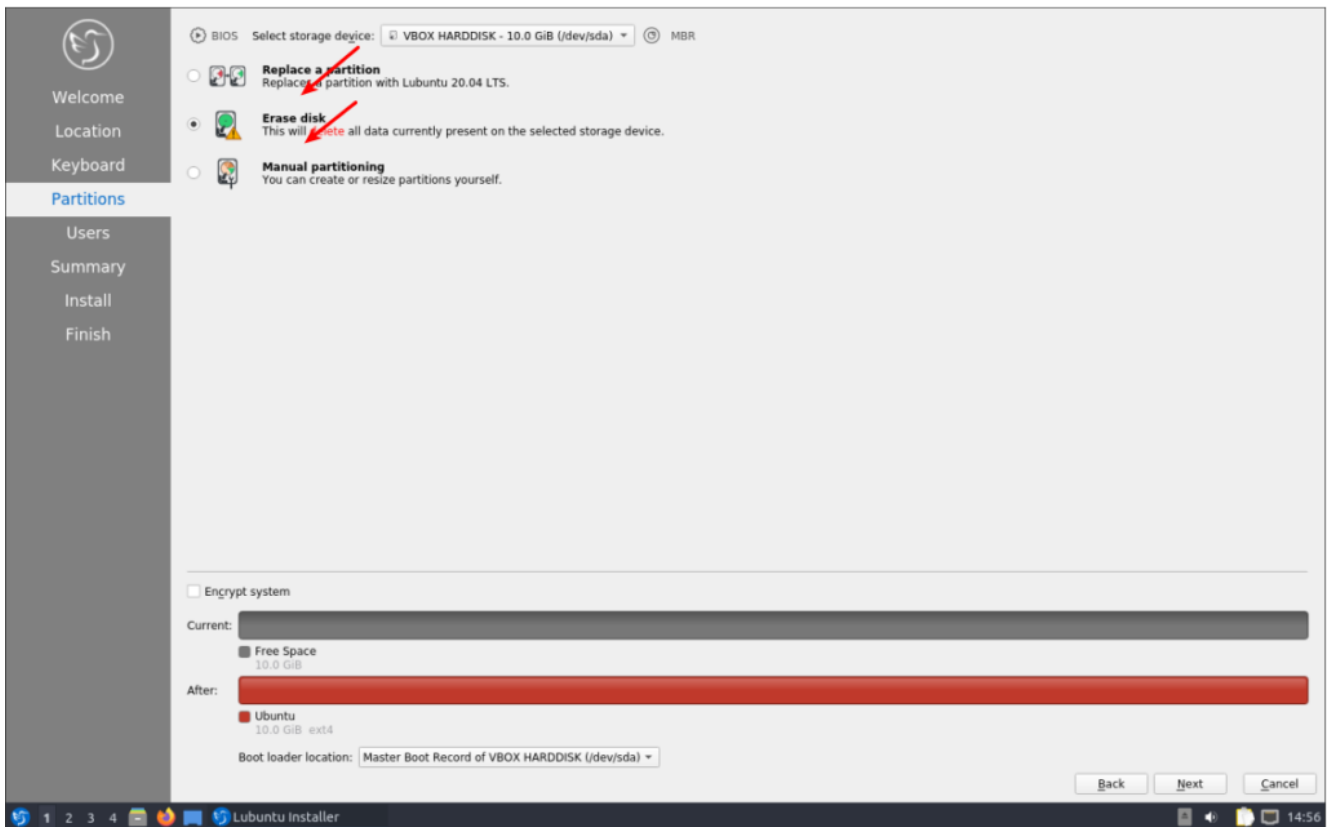 BIOS Select storage device: VBOX HARDDISK - 10.0 GiB (/dev/sda) MBR
Replace a partition
Replaces a partition with Lubuntu 20.04 LTS.
Erase disk
This will delete all data currently present on the selected storage device.
Manual partitioning
You can create or resize partitions yourself.
Welcome
Location
Keyboard
Partitions
Users
Summary
Install
Finish
Encrypt system
Current:
Free Space
10.0 GiB
After:
Ubuntu
10.0 GiB ext4
Boot loader location: Master Boot Record of VBOX HARDDISK (/dev/sda)
Back Next Cancel
1 2 3 4 Lubuntu Installer 14:56